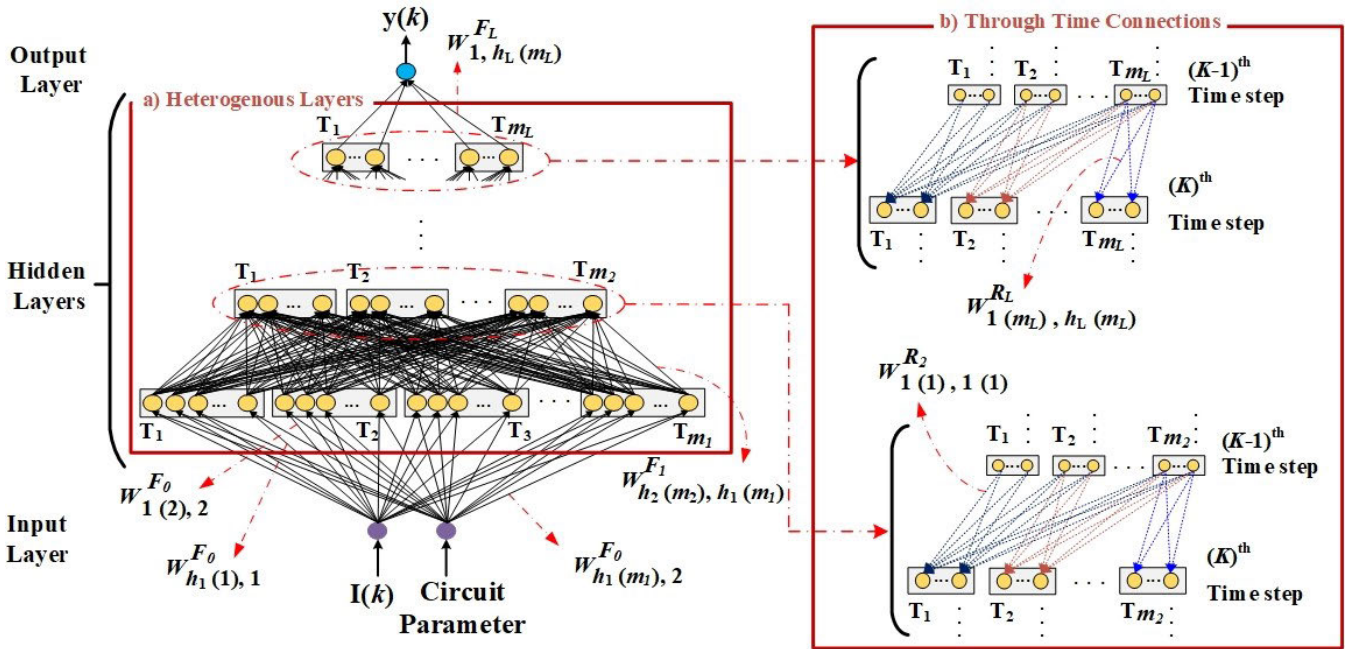 y(k)
W^{F_L}_{1, h_L (m_L)}
Output
Layer
a) Heterogenous Layers
T_1 T_{m_L}
... ...
. . .
Hidden
Layers
T_1 T_2 T_{m_2}
... ... . . . ...
... ... ... . . . ...
T_1 T_2 T_3 T_{m_1}
W^{F_0}_{1 (2), 2}
W^{F_1}_{h_2 (m_2), h_1 (m_1)}
Input
Layer
W^{F_0}_{h_1 (1), 1}
W^{F_0}_{h_1 (m_1), 2}
I(k) Circuit
Parameter
b) Through Time Connections
T_1 T_2 T_{m_L} (K-1)^{th}
Time step
(K)^{th}
Time step
T_1 T_2 T_{m_L}
W^{R_L}_{1 (m_L) , h_L (m_L)}
W^{R_2}_{1 (1) , 1 (1)}
T_1 T_2 T_{m_2} (K-1)^{th}
Time step
(K)^{th}
Time step
T_1 T_2 T_{m_2}